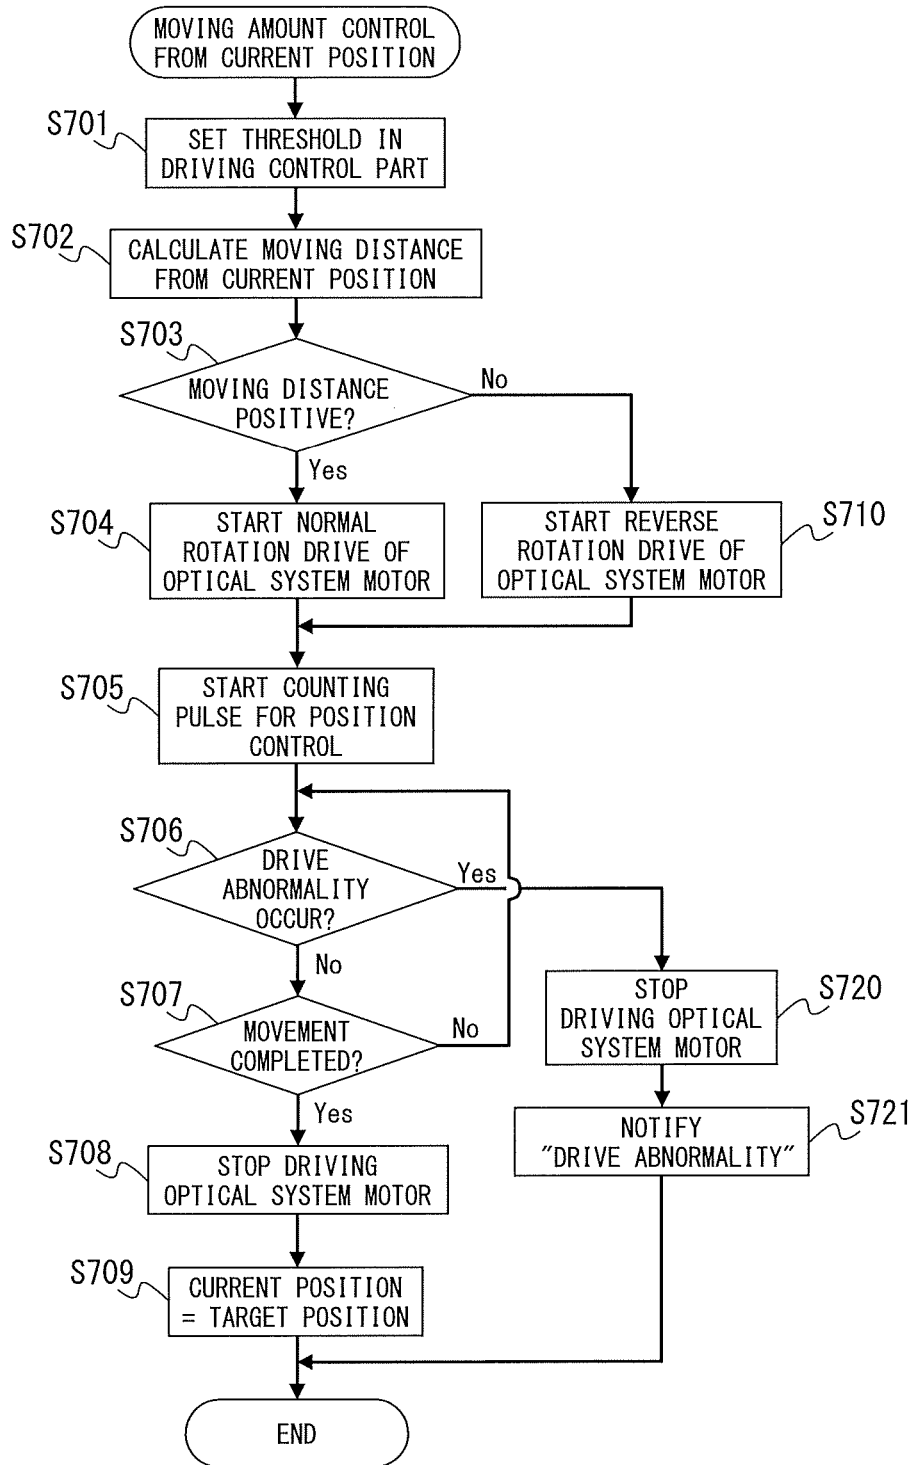 MOVING AMOUNT CONTROL
FROM CURRENT POSITION
S701
SET THRESHOLD IN
DRIVING CONTROL PART
S702
CALCULATE MOVING DISTANCE
FROM CURRENT POSITION
S703
MOVING DISTANCE
POSITIVE?
No
Yes
S704
START NORMAL
ROTATION DRIVE OF
OPTICAL SYSTEM MOTOR
START REVERSE
ROTATION DRIVE OF
OPTICAL SYSTEM MOTOR
S710
S705
START COUNTING
PULSE FOR POSITION
CONTROL
S706
DRIVE
ABNORMALITY
OCCUR?
Yes
No
S707
MOVEMENT
COMPLETED?
No
Yes
STOP
DRIVING OPTICAL
SYSTEM MOTOR
S720
NOTIFY
"DRIVE ABNORMALITY"
S721
S708
STOP DRIVING
OPTICAL SYSTEM MOTOR
S709
CURRENT POSITION
= TARGET POSITION
END